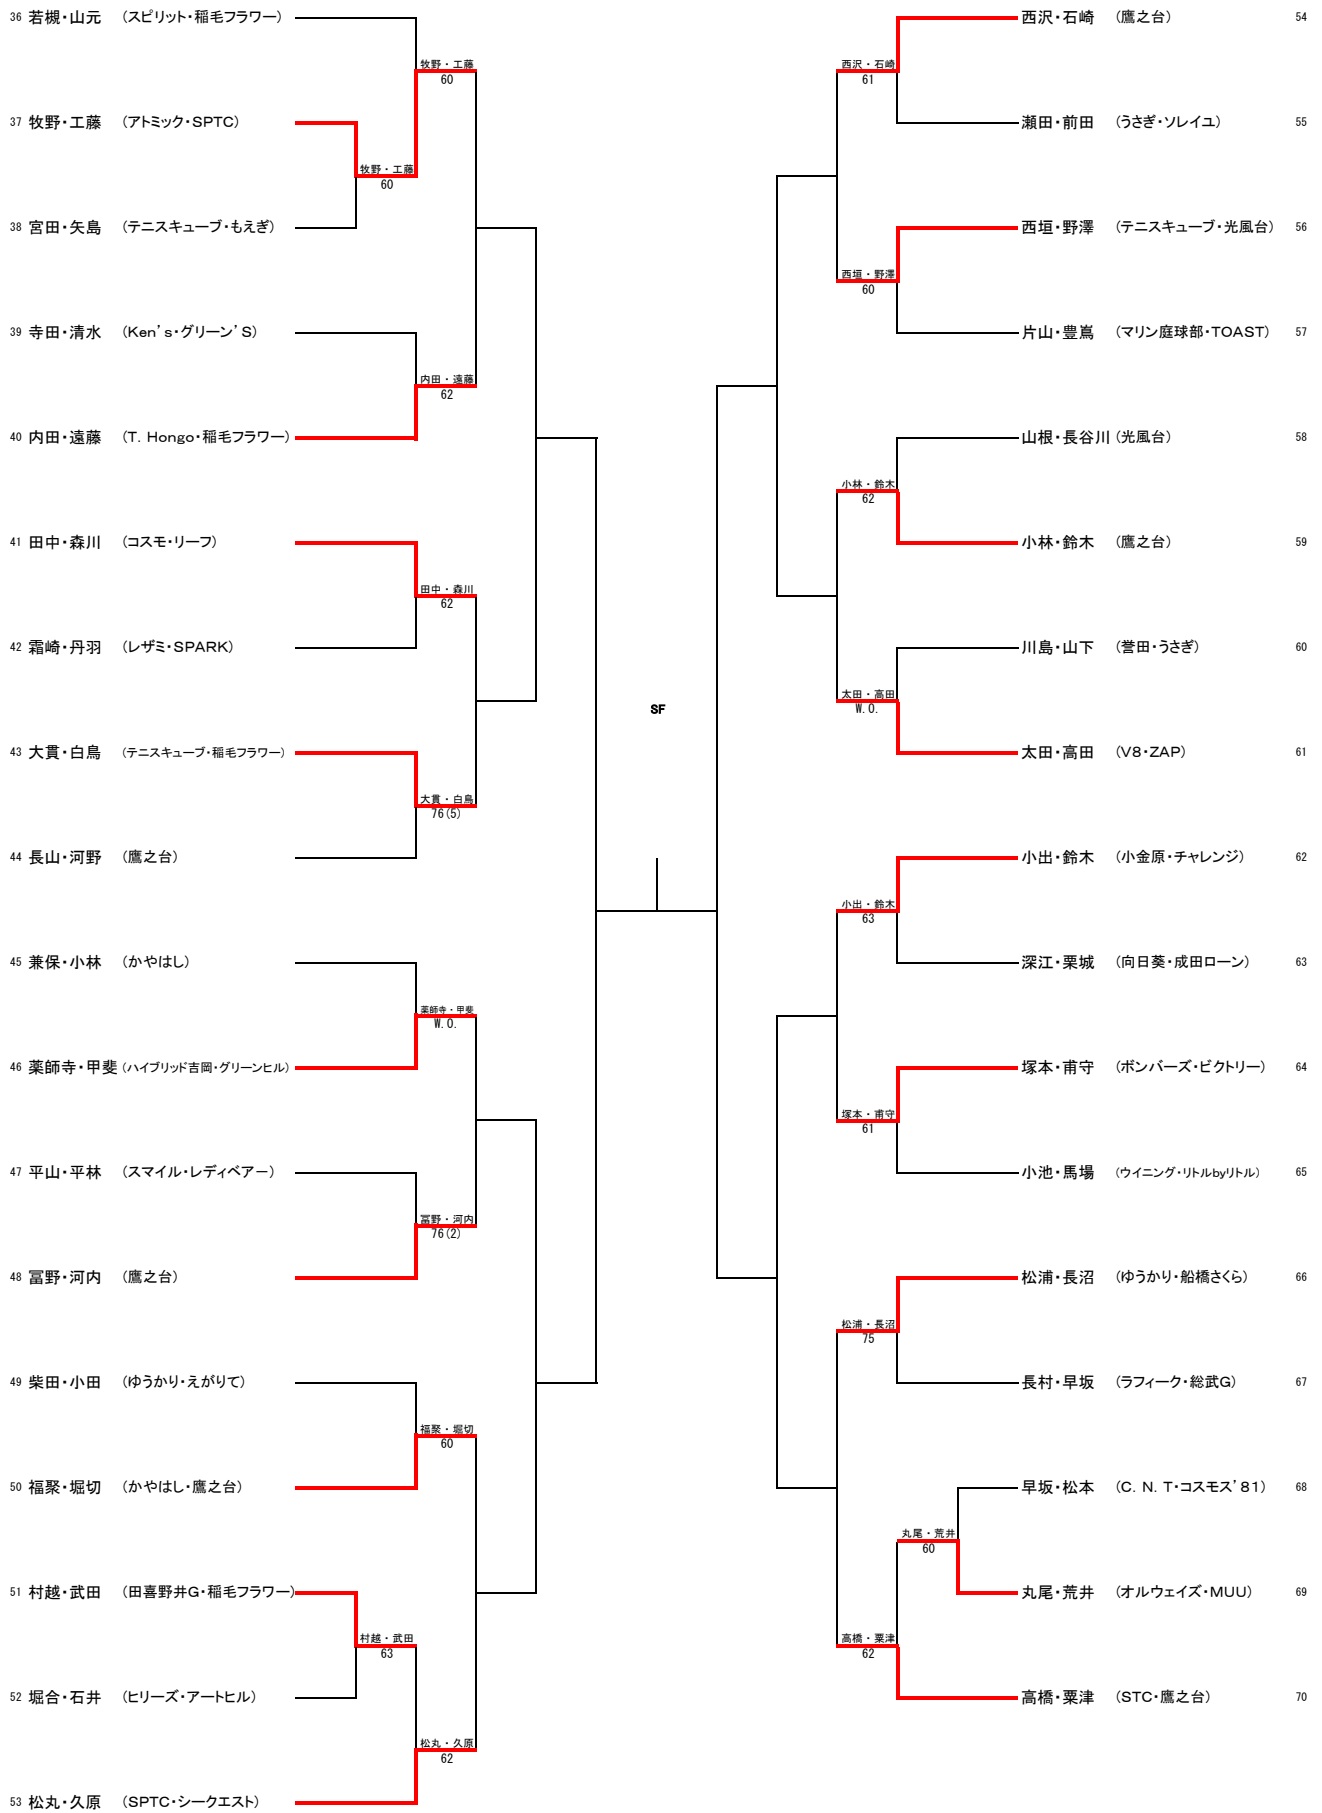 36 若槻・山元 (スピリット・稲毛フラワー)
牧野・工藤
60
37 牧野・工藤 (アトミック・SPTC)
牧野・工藤
60
38 宮田・矢島 (テニスキューブ・もえぎ)
39 寺田・清水 (Ken's・グリーン'S)
内田・遠藤
62
40 内田・遠藤 (T. Hongo・稲毛フラワー)
41 田中・森川 (コスモ・リーフ)
田中・森川
62
42 霜崎・丹羽 (レザミ・SPARK)
43 大貫・白鳥 (テニスキューブ・稲毛フラワー)
大貫・白鳥
76(5)
44 長山・河野 (鷹之台)
45 兼保・小林 (かやはし)
薬師寺・甲斐
W.O.
46 薬師寺・甲斐 (ハイブリッド吉岡・グリーンヒル)
47 平山・平林 (スマイル・レディベアー)
冨野・河内
76(2)
48 冨野・河内 (鷹之台)
49 柴田・小田 (ゆうかり・えがりて)
福聚・堀切
60
50 福聚・堀切 (かやはし・鷹之台)
51 村越・武田 (田喜野井G・稲毛フラワー)
村越・武田
63
52 堀合・石井 (ヒリーズ・アートヒル)
松丸・久原
62
53 松丸・久原 (SPTC・シークエスト)
SF
西沢・石崎 (鷹之台) 54
西沢・石崎
61
瀬田・前田 (うさぎ・ソレイユ) 55
西垣・野澤 (テニスキューブ・光風台) 56
西垣・野澤
60
片山・豊嶌 (マリン庭球部・TOAST) 57
山根・長谷川 (光風台) 58
小林・鈴木
62
小林・鈴木 (鷹之台) 59
川島・山下 (誉田・うさぎ) 60
太田・高田
W.O.
太田・高田 (V8・ZAP) 61
小出・鈴木 (小金原・チャレンジ) 62
小出・鈴木
63
深江・栗城 (向日葵・成田ローン) 63
塚本・甫守 (ボンバーズ・ビクトリー) 64
塚本・甫守
61
小池・馬場 (ウイニング・リトルbyリトル) 65
松浦・長沼 (ゆうかり・船橋さくら) 66
松浦・長沼
75
長村・早坂 (ラフィーク・総武G) 67
早坂・松本 (C. N. T・コスモス'81) 68
丸尾・荒井
60
丸尾・荒井 (オルウェイズ・MUU) 69
高橋・粟津
62
高橋・粟津 (STC・鷹之台) 70